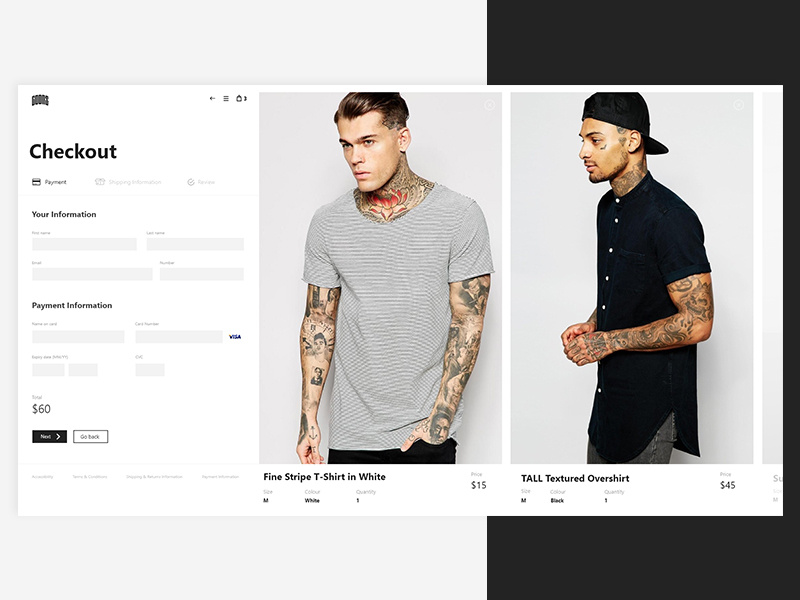 GOODS
3
Checkout
Payment
Shipping Information
Review
Your Information
First name
Last name
Email
Number
Payment Information
Name on card
Card Number
VISA
Expiry date (MM/YY)
CVC
Total
$60
Next
Go back
Accessibility
Terms & Conditions
Shipping & Returns Information
Payment Information
Fine Stripe T-Shirt in White
Price
$15
Size
Colour
Quantity
M
White
1
TALL Textured Overshirt
Price
$45
Size
Colour
Quantity
M
Black
1
Su
M